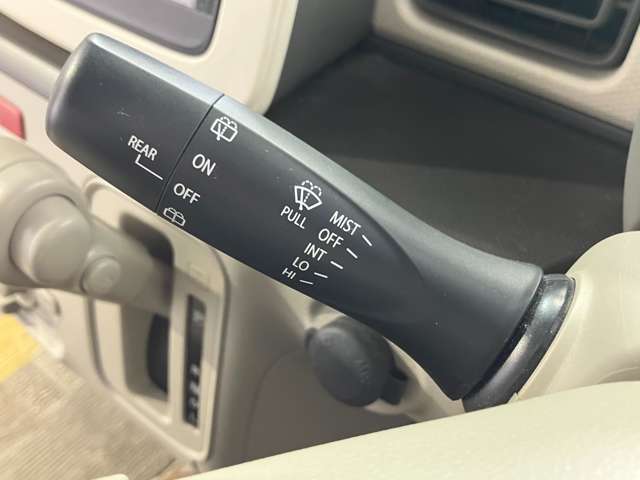 REAR
ON
OFF
PULL
MIST
OFF
INT
LO
HI